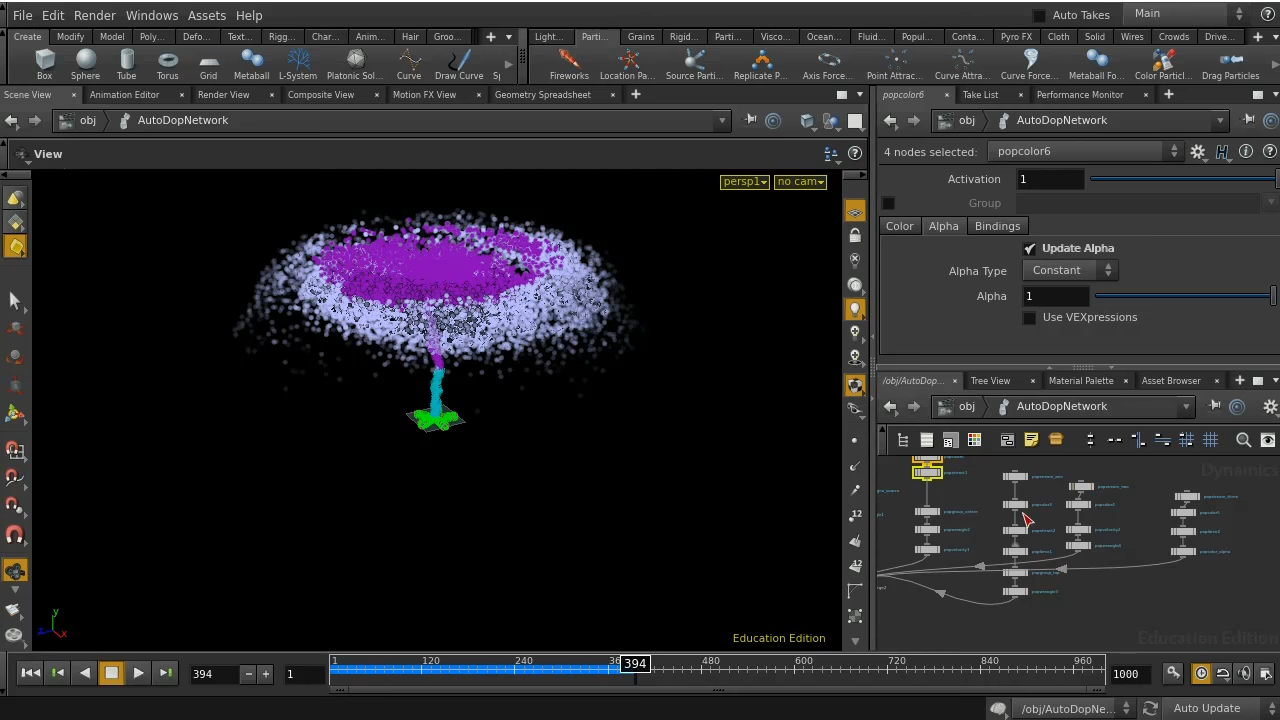 File Edit Render Windows Assets Help Auto Takes Main
Create Modify Model Poly... Defo... Text... Rigg... Char... Anim... Hair Groo... Light... Parti... Grains Rigid... Parti... Visco... Ocean... Fluid... Popul... Conta... Pyro FX Cloth Solid Wires Crowds Drive...
Box Sphere Tube Torus Grid Metaball L-System Platonic Sol... Curve Draw Curve Fireworks Location Pa... Source Parti... Replicate P... Axis Force... Point Attrac... Curve Attra... Curve Force... Metaball Fo... Color Particl... Drag Particles
Scene View Animation Editor Render View Composite View Motion FX View Geometry Spreadsheet
obj AutoDopNetwork
View
persp1 no cam
Education Edition
popcolor6 Take List Performance Monitor
obj AutoDopNetwork
4 nodes selected: popcolor6
Activation 1
Group
Color Alpha Bindings
Update Alpha
Alpha Type Constant
Alpha 1
Use VEXpressions
/obj/AutoDop... Tree View Material Palette Asset Browser
obj AutoDopNetwork
Dynamics
Education Edition
394 1
1 120 240 36 394 480 600 720 840 960
1000
/obj/AutoDopNe... Auto Update